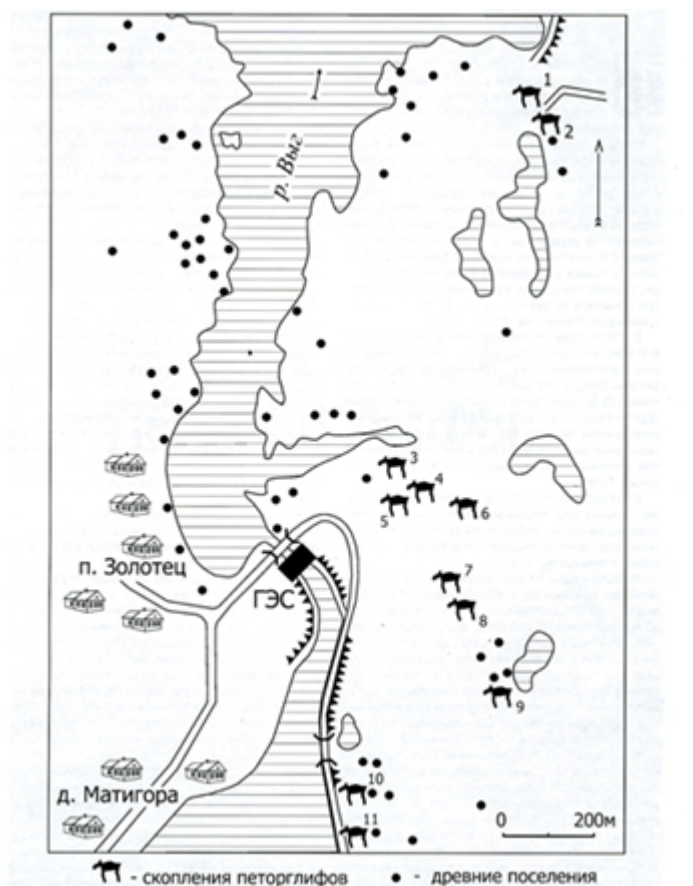 1
2
р. Выг
3
4
5
6
п. Золотец
7
ГЭС
8
9
д. Матигора
10
0 200м
11
- скопления петорглифов
- древние поселения